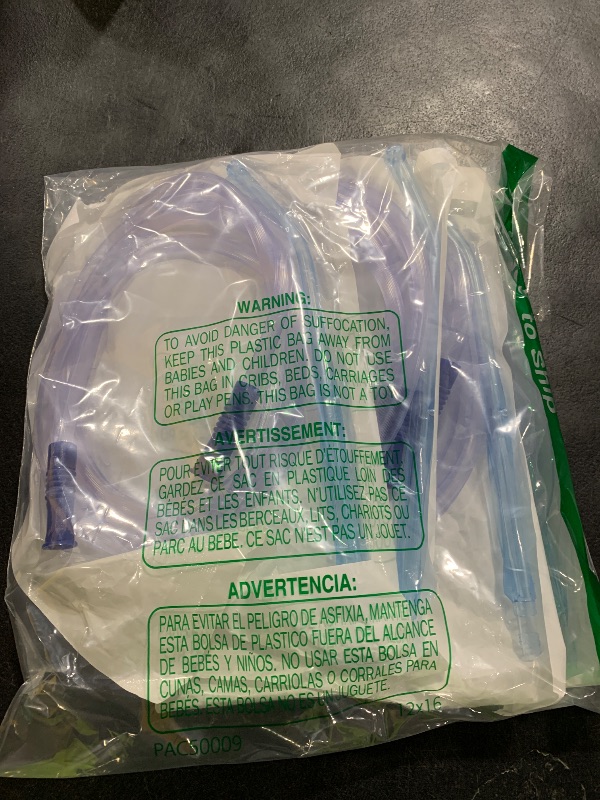 WARNING:
TO AVOID DANGER OF SUFFOCATION,
KEEP THIS PLASTIC BAG AWAY FROM
BABIES AND CHILDREN. DO NOT USE
THIS BAG IN CRIBS, BEDS, CARRIAGES
OR PLAY PENS. THIS BAG IS NOT A TOY
AVERTISSEMENT:
POUR ÉVITER TOUT RISQUE D'ÉTOUFFEMENT,
GARDEZ CE SAC EN PLASTIQUE LOIN DES
BÉBÉS ET LES ENFANTS. N'UTILISEZ PAS CE
SAC DANS LES BERCEAUX, LITS, CHARIOTS OU
PARC AU BEBE. CE SAC N'EST PAS UN JOUET.
ADVERTENCIA:
PARA EVITAR EL PELIGRO DE ASFIXIA, MANTENGA
ESTA BOLSA DE PLASTICO FUERA DEL ALCANCE
DE BEBÉS Y NIÑOS. NO USAR ESTA BOLSA EN
CUNAS, CAMAS, CARRIOLAS O CORRALES PARA
BEBÉS. ESTA BOLSA NO ES UN JUGUETE.
12x16
PAC50009
to Ship